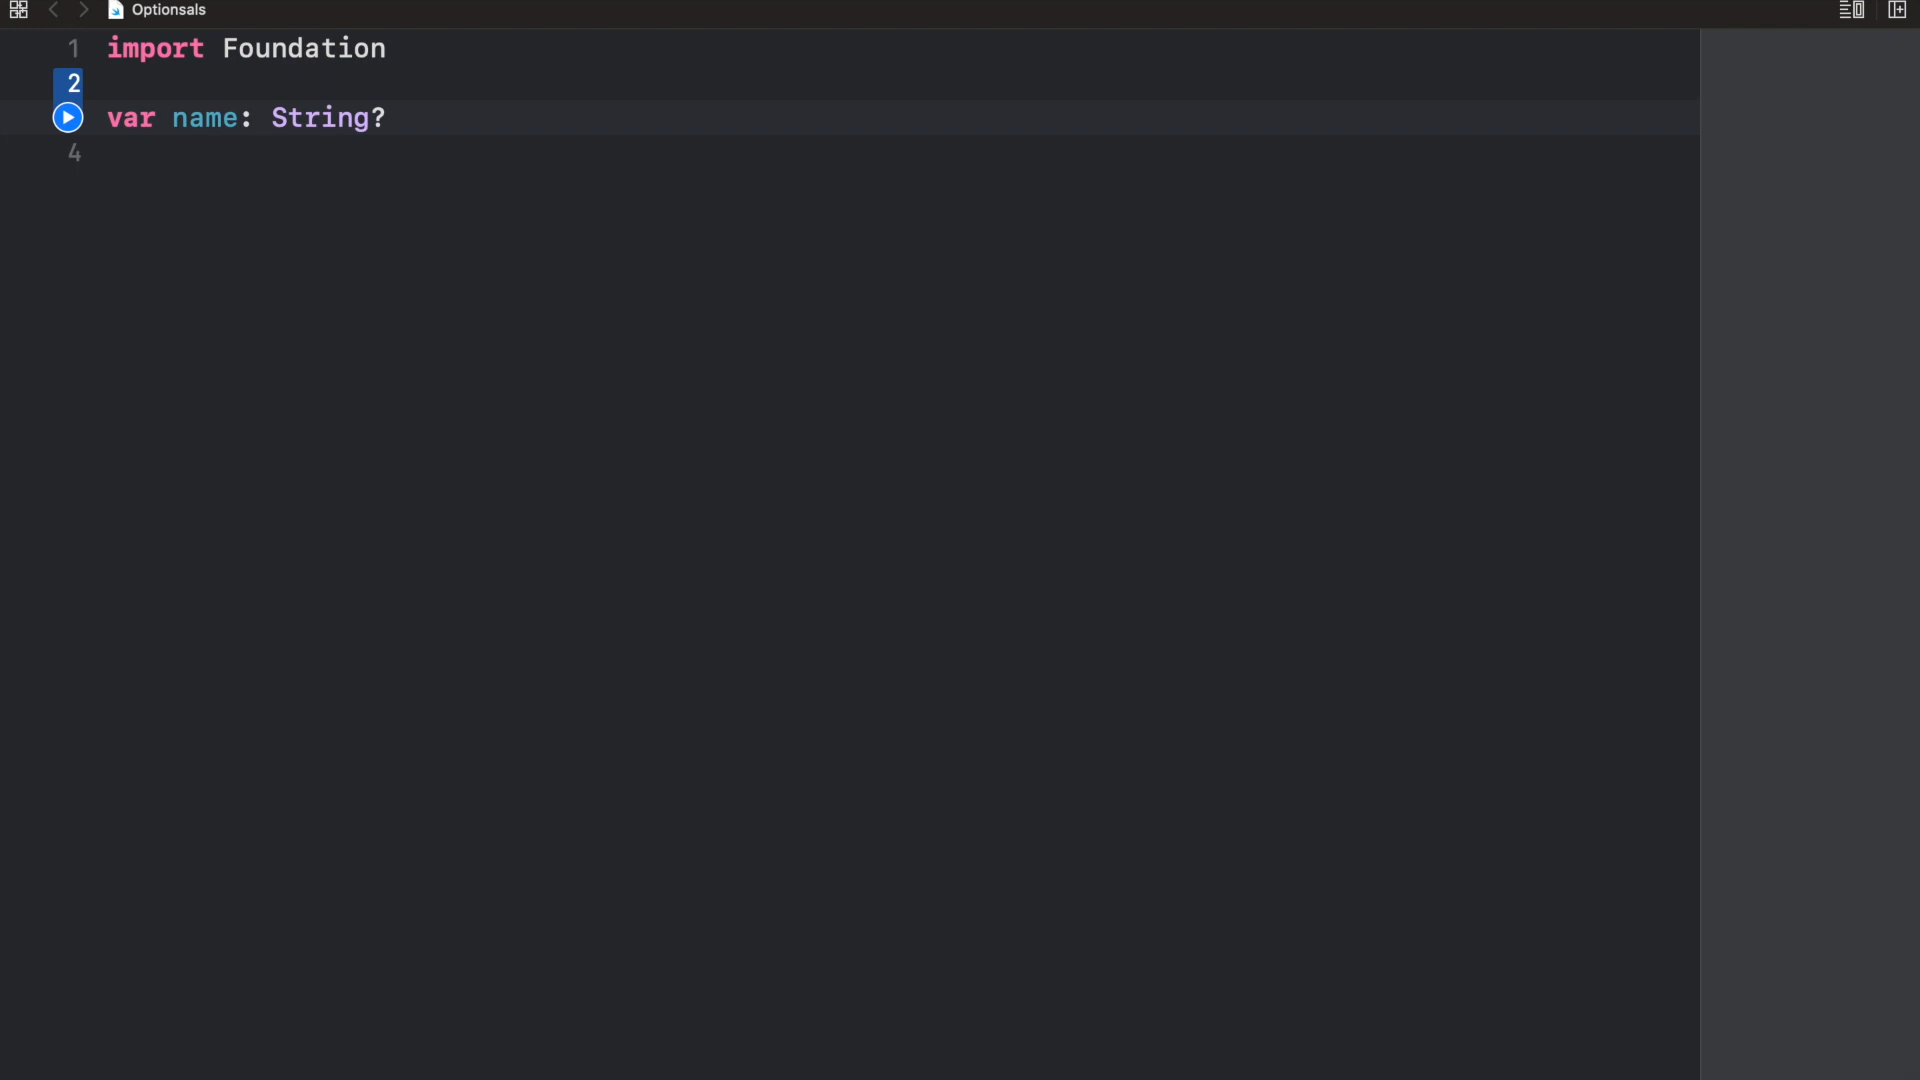 Optionsals
1 import Foundation
2
var name: String?
4